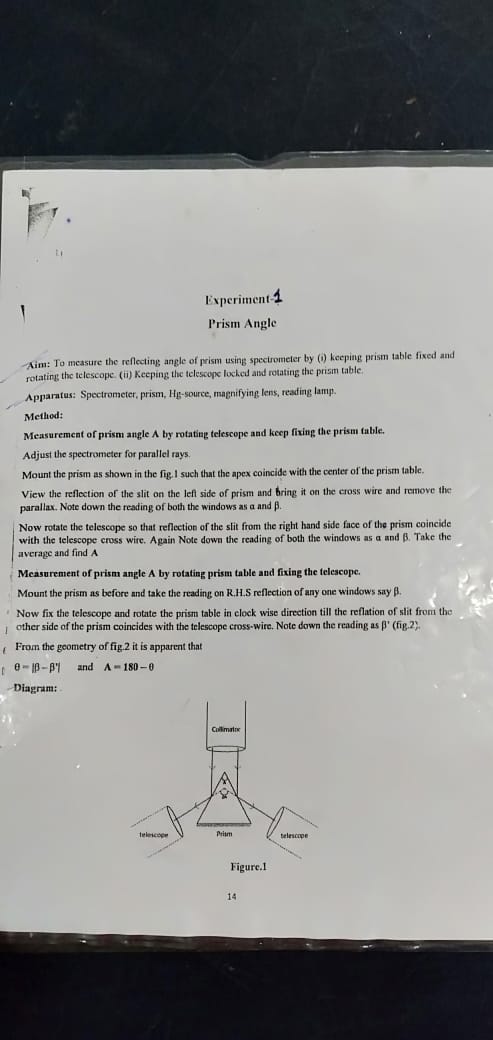 Experiment-1
Prism Angle
Aim: To measure the reflecting angle of prism using spectrometer by (i) keeping prism table fixed and
rotating the telescope. (ii) Keeping the telescope locked and rotating the prism table.
Apparatus: Spectrometer, prism, Hg-source, magnifying lens, reading lamp.
Method:
Measurement of prism angle A by rotating telescope and keep fixing the prism table.
Adjust the spectrometer for parallel rays.
Mount the prism as shown in the fig.1 such that the apex coincide with the center of the prism table.
View the reflection of the slit on the left side of prism and bring it on the cross wire and remove the
parallax. Note down the reading of both the windows as α and β.
Now rotate the telescope so that reflection of the slit from the right hand side face of the prism coincide
with the telescope cross wire. Again Note down the reading of both the windows as α and β. Take the
average and find A
Measurement of prism angle A by rotating prism table and fixing the telescope.
Mount the prism as before and take the reading on R.H.S reflection of any one windows say β.
Now fix the telescope and rotate the prism table in clock wise direction till the reflation of slit from the
other side of the prism coincides with the telescope cross-wire. Note down the reading as β' (fig.2).
From the geometry of fig.2 it is apparent that
θ = |β – β'| and A = 180 – θ
Diagram:
Collimator
telescope
Prism
telescope
Figure.1
14